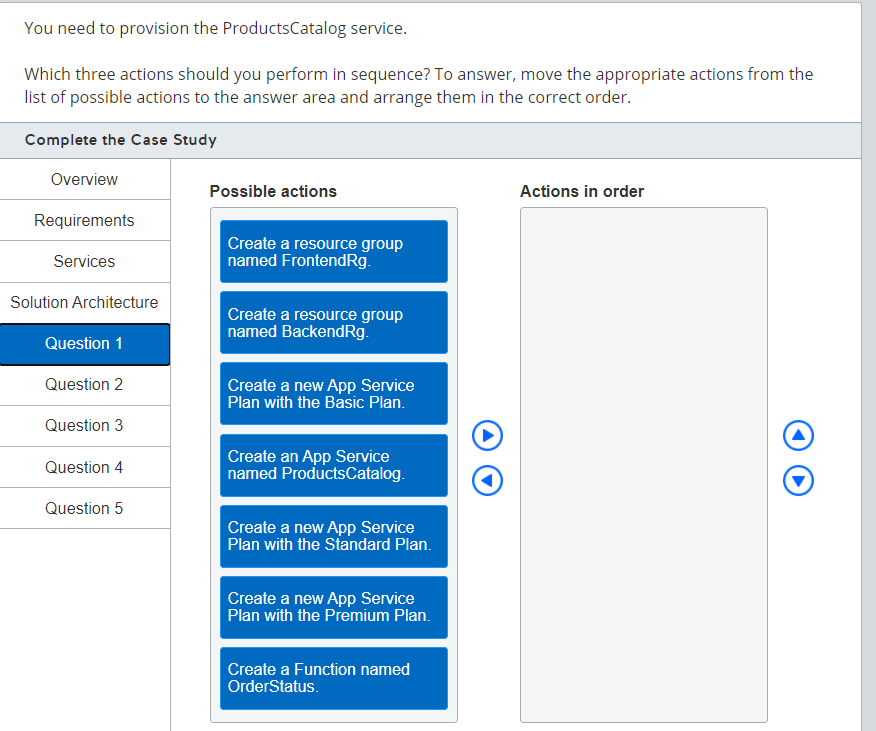 You need to provision the ProductsCatalog service.
Which three actions should you perform in sequence? To answer, move the appropriate actions from the
list of possible actions to the answer area and arrange them in the correct order.
Complete the Case Study
Overview
Requirements
Services
Solution Architecture
Question 1
Question 2
Question 3
Question 4
Question 5
Possible actions
Create a resource group
named FrontendRg.
Create a resource group
named BackendRg.
Create a new App Service
Plan with the Basic Plan.
Create an App Service
named ProductsCatalog.
Create a new App Service
Plan with the Standard Plan.
Create a new App Service
Plan with the Premium Plan.
Create a Function named
OrderStatus.
Actions in order